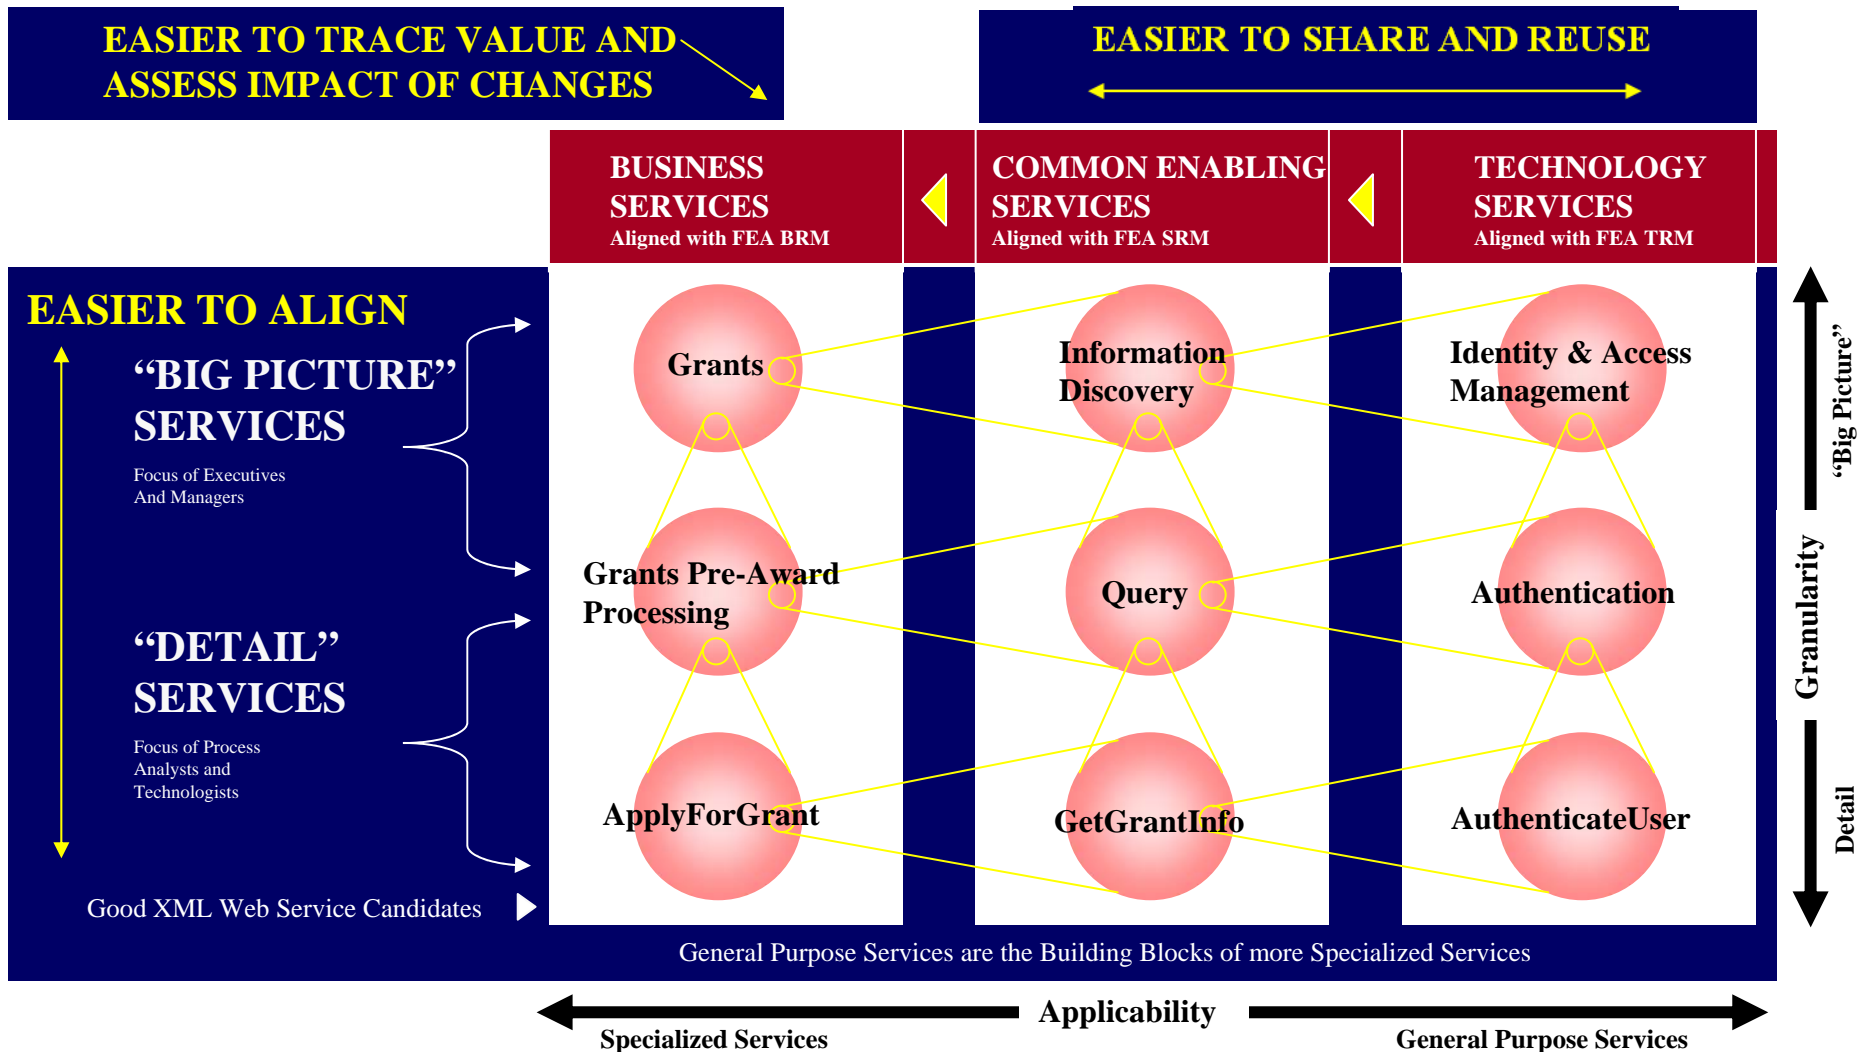 EASIER TO TRACE VALUE AND
ASSESS IMPACT OF CHANGES
EASIER TO SHARE AND REUSE
BUSINESS
SERVICES
Aligned with FEA BRM
COMMON ENABLING
SERVICES
Aligned with FEA SRM
TECHNOLOGY
SERVICES
Aligned with FEA TRM
EASIER TO ALIGN
“BIG PICTURE”
SERVICES
Focus of Executives
And Managers
“DETAIL”
SERVICES
Focus of Process
Analysts and
Technologists
Good XML Web Service Candidates
Grants
Information
Discovery
Identity & Access
Management
Grants Pre-Award
Processing
Query
Authentication
ApplyForGrant
GetGrantInfo
AuthenticateUser
“Big Picture”
Granularity
Detail
General Purpose Services are the Building Blocks of more Specialized Services
Applicability
Specialized Services
General Purpose Services